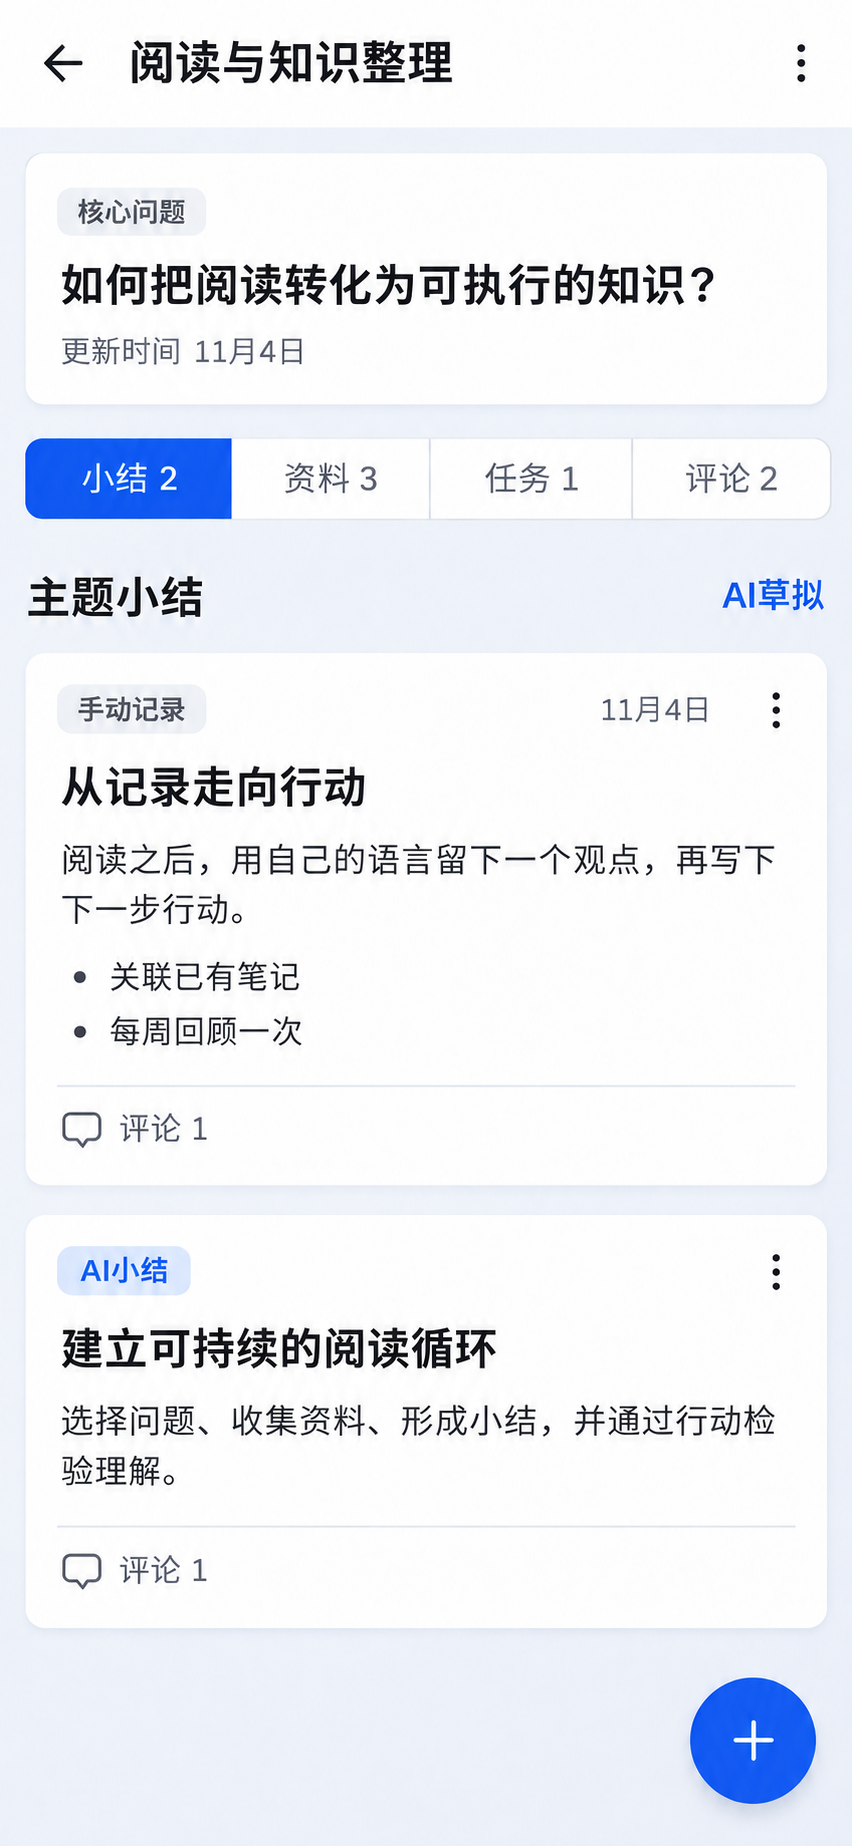 阅读与知识整理
核心问题
如何把阅读转化为可执行的知识?
更新时间 11月4日
小结 2
资料 3
任务 1
评论 2
主题小结
AI草拟
手动记录
11月4日
从记录走向行动
阅读之后，用自己的语言留下一个观点，再写下
下一步行动。
• 关联已有笔记
• 每周回顾一次
评论 1
AI小结
建立可持续的阅读循环
选择问题、收集资料、形成小结，并通过行动检
验理解。
评论 1